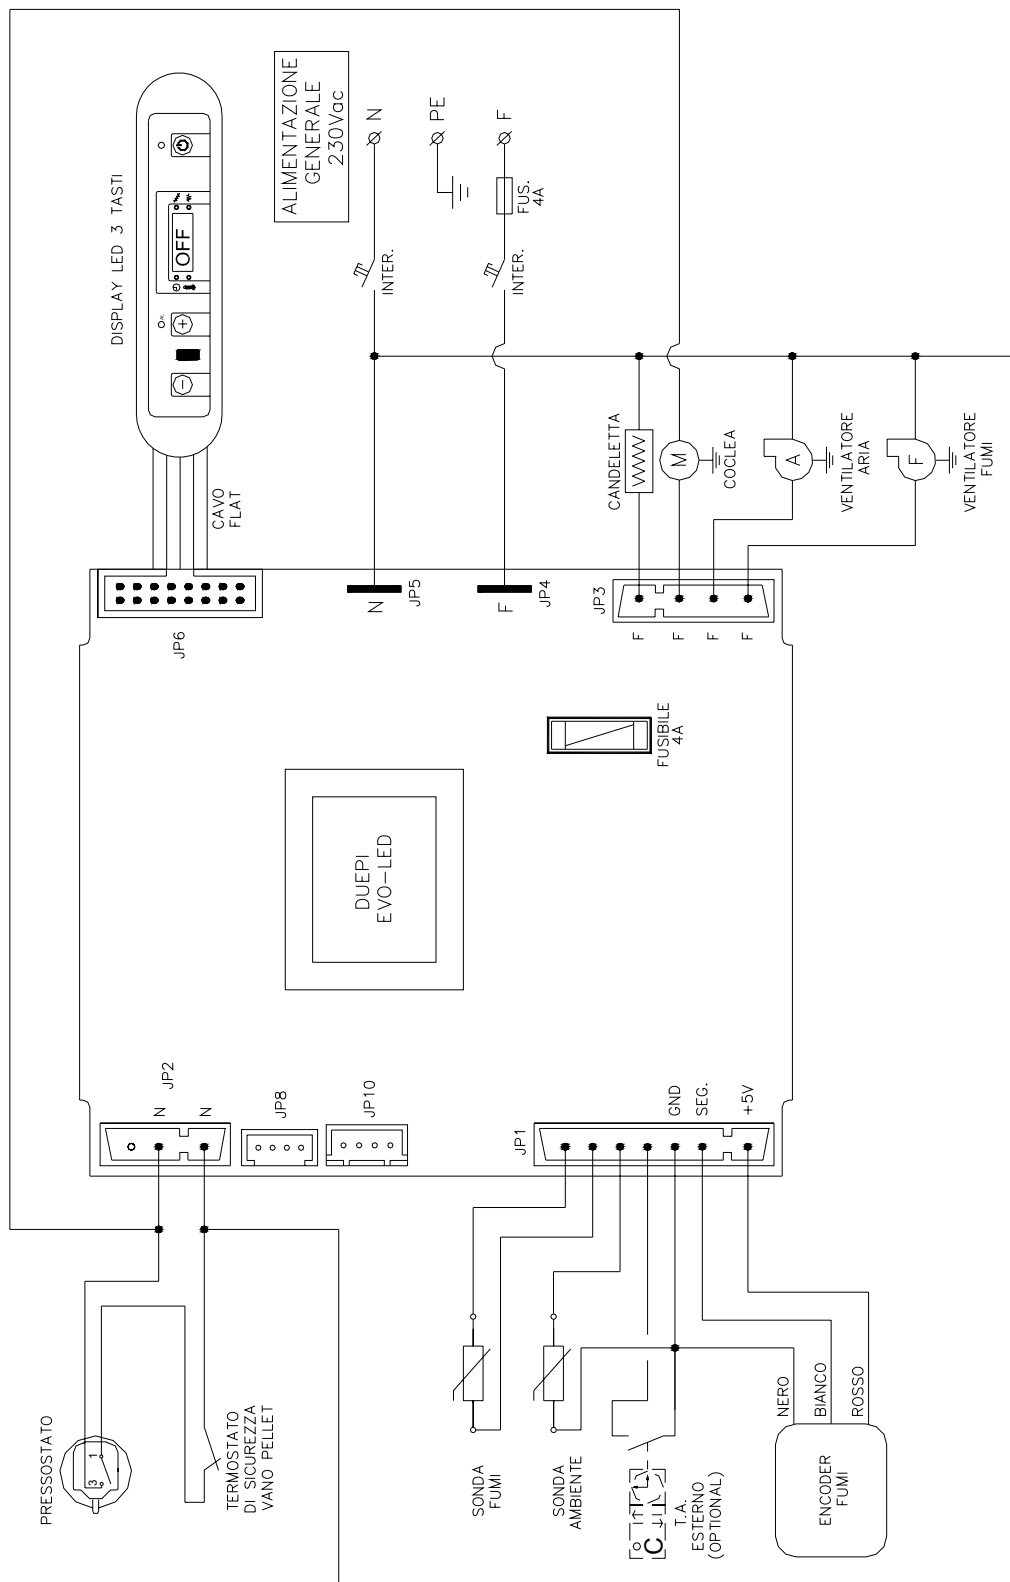 DISPLAY LED 3 TASTI
OFF
AL
+
-
CAVO
FLAT
ALIMENTAZIONE
GENERALE
230Vac
N
PE
F
FUS.
4A
INTER.
INTER.
CANDELETTA
M
COCLEA
A
VENTILATORE
ARIA
F
VENTILATORE
FUMI
JP6
N
JP5
F
JP4
JP3
F
F
F
F
FUSIBILE
4A
DUEPI
EVO-LED
JP2
N
N
JP8
JP10
JP1
GND
SEG.
+5V
PRESSOSTATO
3
1
TERMOSTATO
DI SICUREZZA
VANO PELLET
SONDA
FUMI
SONDA
AMBIENTE
C
T.A.
ESTERNO
(OPTIONAL)
NERO
BIANCO
ROSSO
ENCODER
FUMI